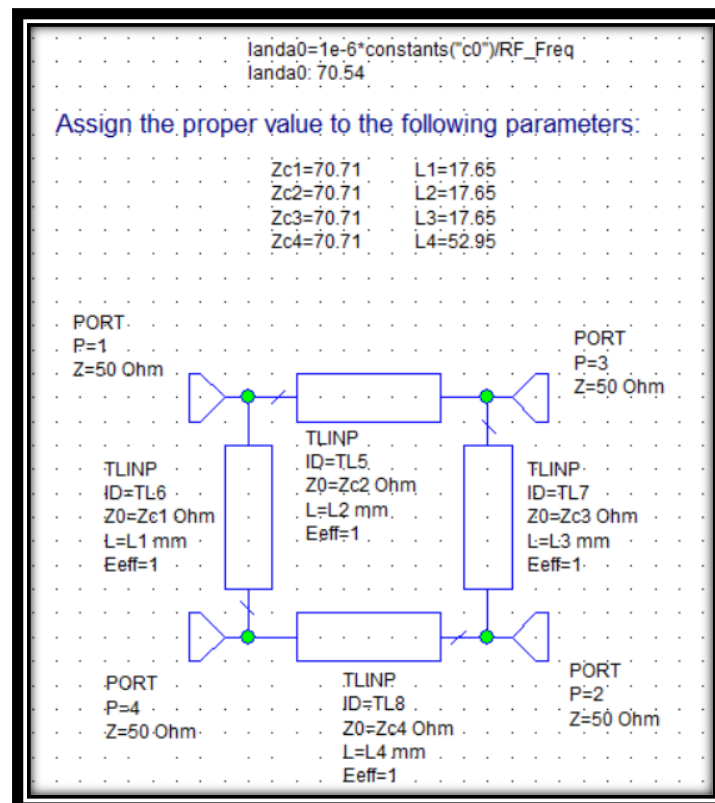 landa0=1e-6*constants("c0")/RF_Freq
landa0: 70.54
Assign the proper value to the following parameters:
Zc1=70.71 L1=17.65
Zc2=70.71 L2=17.65
Zc3=70.71 L3=17.65
Zc4=70.71 L4=52.95
PORT
P=1
Z=50 Ohm
PORT
P=3
Z=50 Ohm
TLINP
ID=TL5
Z0=Zc2 Ohm
L=L2 mm
Eeff=1
TLINP
ID=TL6
Z0=Zc1 Ohm
L=L1 mm
Eeff=1
TLINP
ID=TL7
Z0=Zc3 Ohm
L=L3 mm
Eeff=1
PORT
P=4
Z=50 Ohm
TLINP
ID=TL8
Z0=Zc4 Ohm
L=L4 mm
Eeff=1
PORT
P=2
Z=50 Ohm